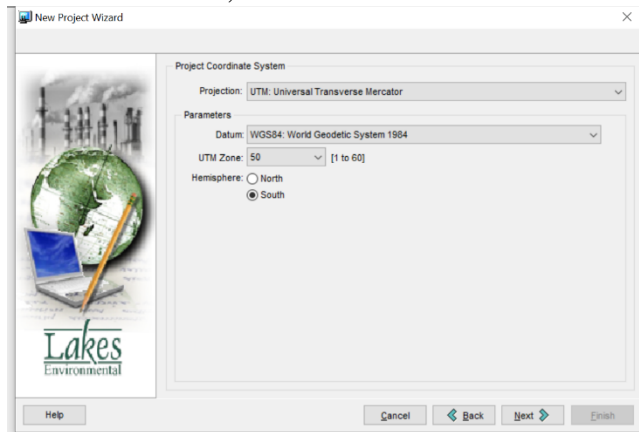 New Project Wizard
Project Coordinate System
Projection: UTM: Universal Transverse Mercator
Parameters
Datum: WGS84: World Geodetic System 1984
UTM Zone: 50 [1 to 60]
Hemisphere: North
South
Lakes
Environmental
Help Cancel Back Next Finish